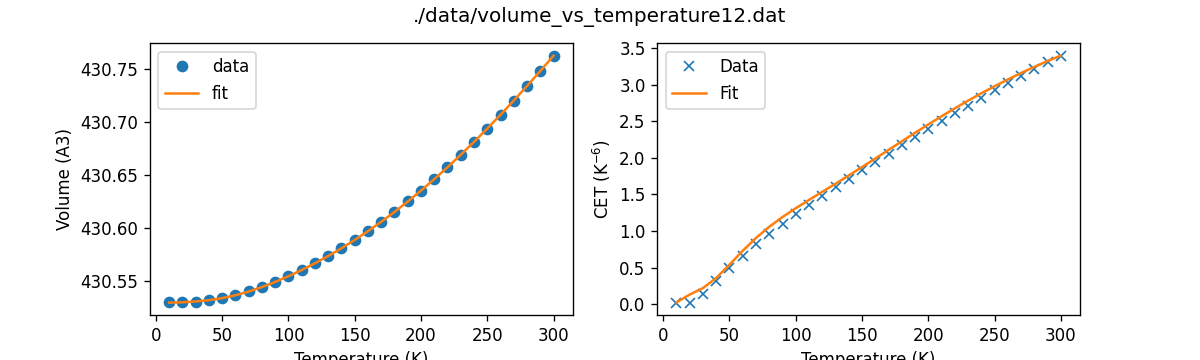 ./data/volume_vs_temperature12.dat
Volume (A3)
430.75
430.70
430.65
430.60
430.55
data
fit
0 50 100 150 200 250 300
Temperature (K)
CET (K⁻⁶)
3.5
3.0
2.5
2.0
1.5
1.0
0.5
0.0
Data
Fit
0 50 100 150 200 250 300
Temperature (K)